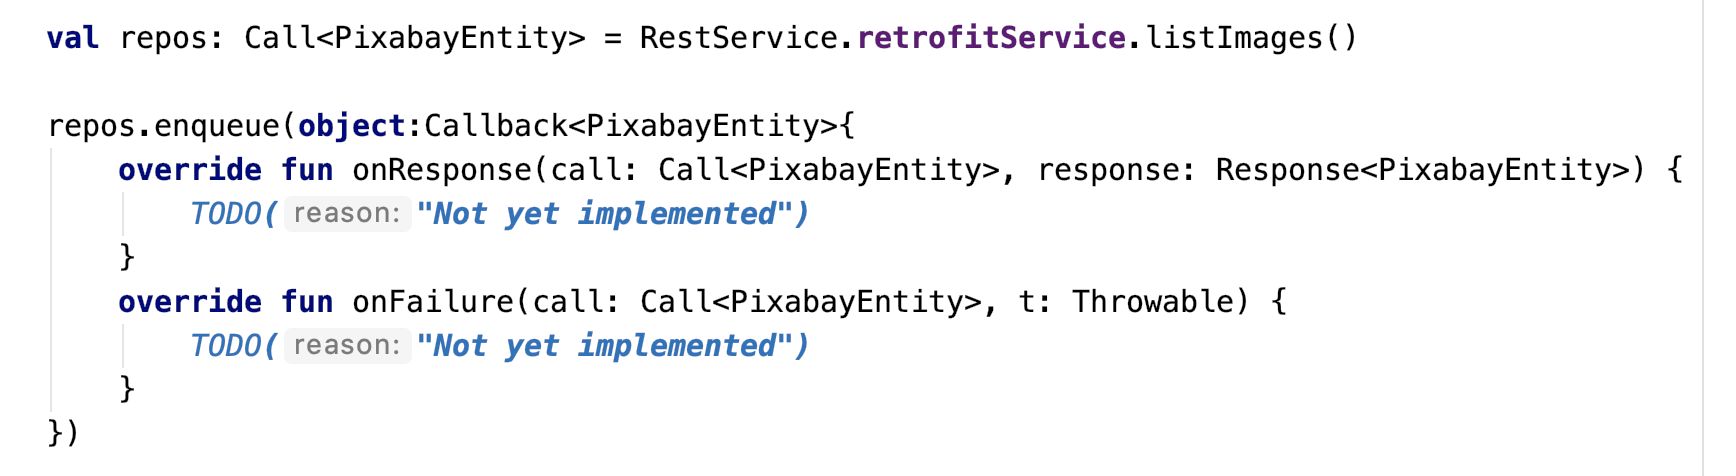 val repos: Call<PixabayEntity> = RestService.retrofitService.listImages()
repos.enqueue(object:Callback<PixabayEntity>{
override fun onResponse(call: Call<PixabayEntity>, response: Response<PixabayEntity>) {
TODO( reason: "Not yet implemented")
}
override fun onFailure(call: Call<PixabayEntity>, t: Throwable) {
TODO( reason: "Not yet implemented")
}
})